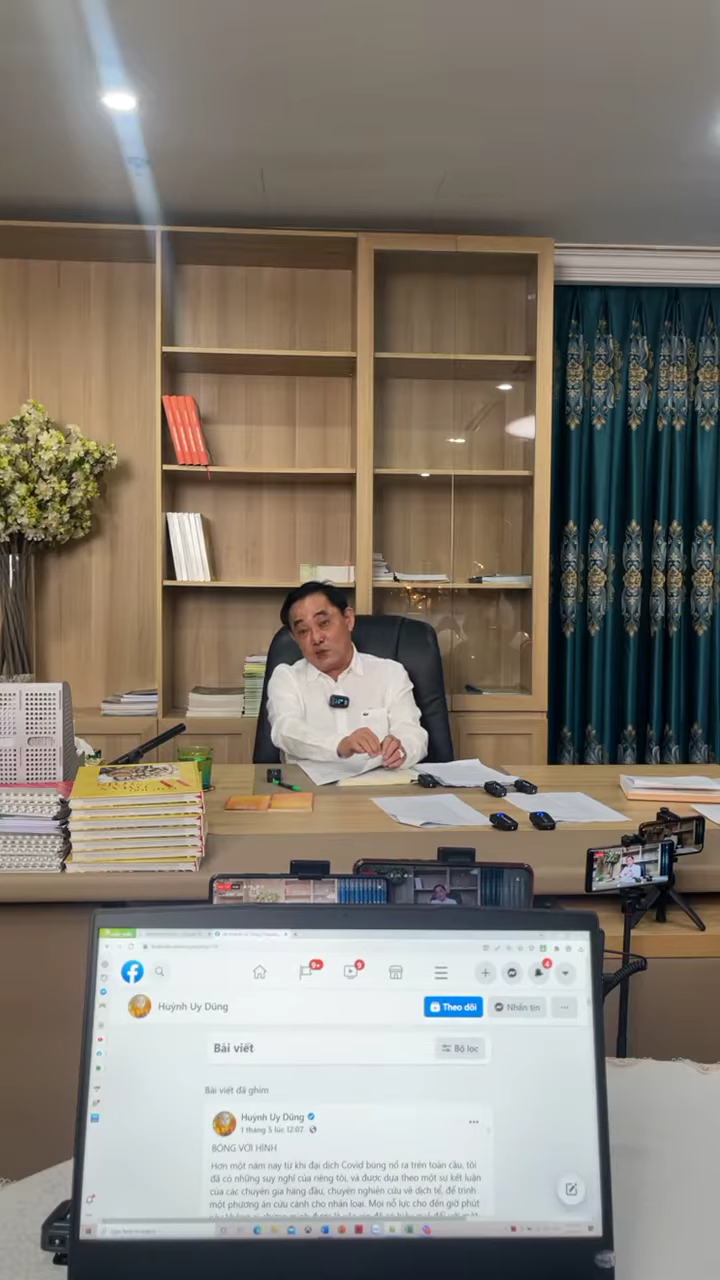 9+
9
4
Huỳnh Uy Dũng
Theo dõi
Nhắn tin
Bài viết
Bộ lọc
Bài viết đã ghim
Huỳnh Uy Dũng
1 tháng 5 lúc 12:07
BÓNG VỚI HÌNH
Hơn một năm nay từ khi đại dịch Covid bùng nổ ra trên toàn cầu, tôi
đã có những suy nghĩ của riêng tôi, và được dựa theo một sự kết luận
của các chuyên gia hàng đầu, chuyên nghiên cứu về dịch tể, để trình
một phương án cứu cánh cho nhân loại. Mọi nỗ lực cho đến giờ phút